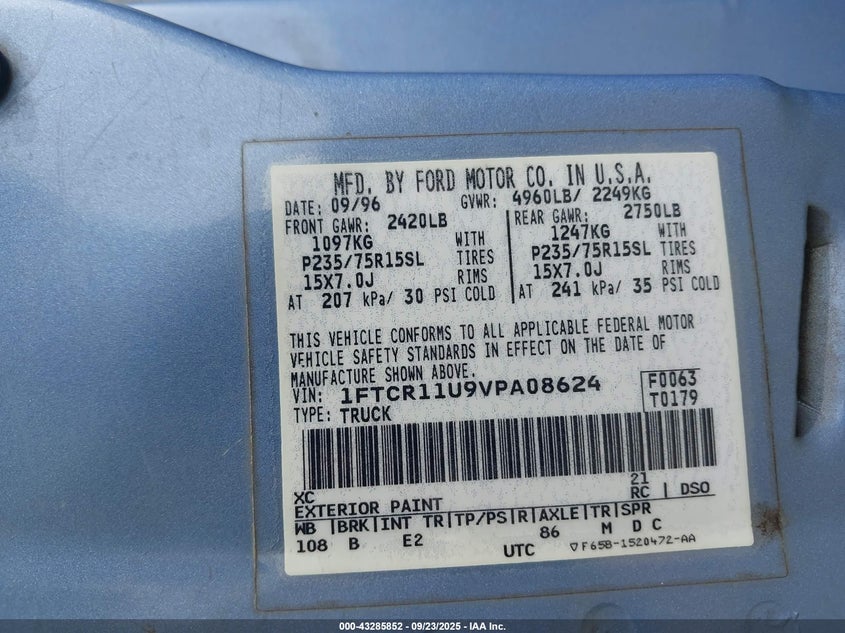 MFD. BY FORD MOTOR CO. IN U.S.A.
DATE: 09/96 GVWR: 4960LB/ 2249KG
FRONT GAWR: 2420LB REAR GAWR: 2750LB
1097KG WITH 1247KG WITH
P235/75R15SL TIRES P235/75R15SL TIRES
15X7.0J RIMS 15X7.0J RIMS
AT 207 kPa/ 30 PSI COLD AT 241 kPa/ 35 PSI COLD
THIS VEHICLE CONFORMS TO ALL APPLICABLE FEDERAL MOTOR
VEHICLE SAFETY STANDARDS IN EFFECT ON THE DATE OF
MANUFACTURE SHOWN ABOVE.
VIN: 1FTCR11U9VPA08624 F0063
TYPE: TRUCK T0179
XC 21
EXTERIOR PAINT RC | DSO
WB |BRK|INT TR|TP/PS|R|AXLE|TR|SPR
108 B E2 86 M D C
UTC ▽F65B-1520472-AA
000-43285852 - 09/23/2025 - IAA Inc.